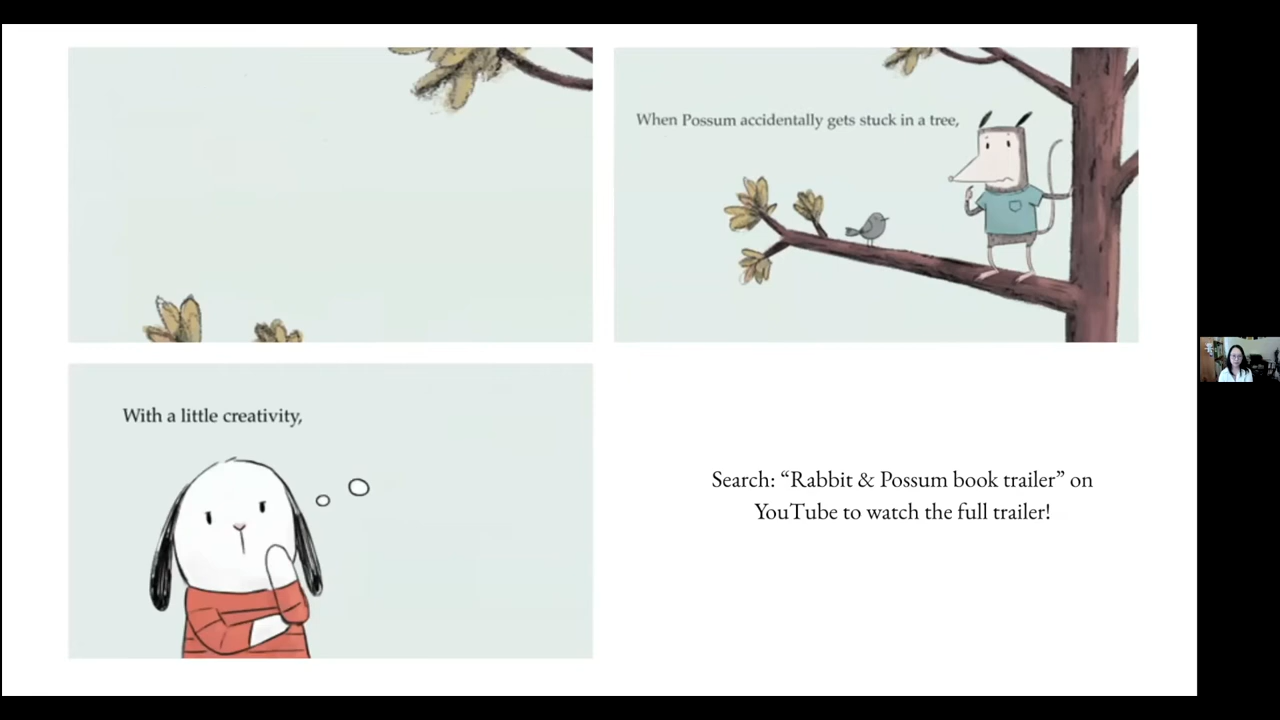 When Possum accidentally gets stuck in a tree,
With a little creativity,
Search: “Rabbit & Possum book trailer” on
YouTube to watch the full trailer!